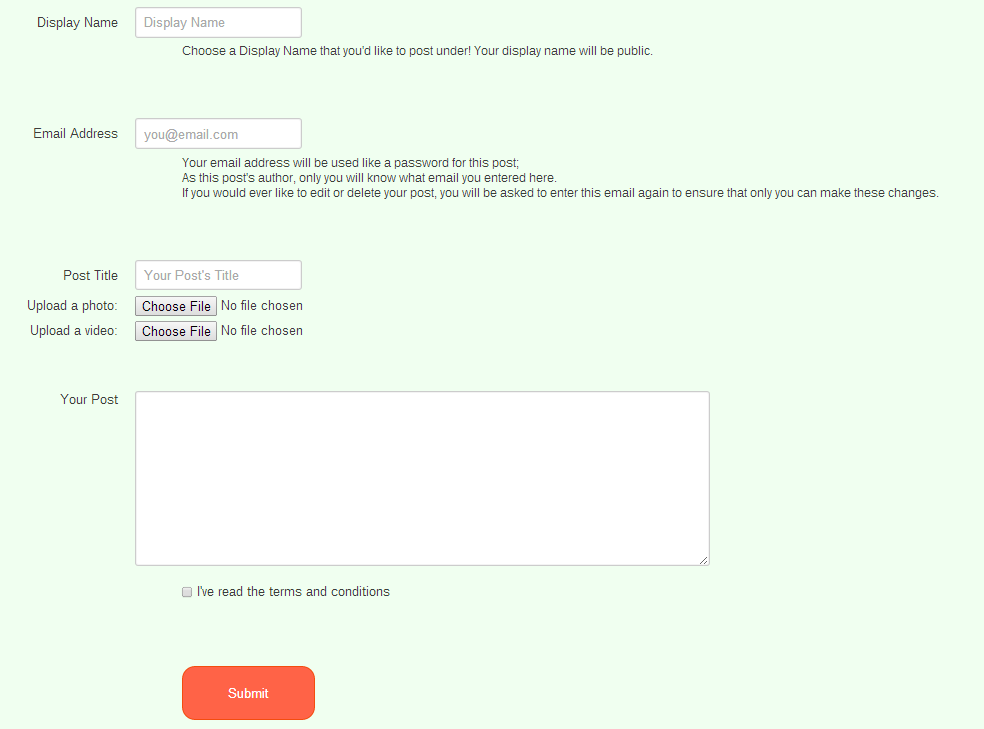 Display Name Display Name
Choose a Display Name that you'd like to post under! Your display name will be public.
Email Address you@email.com
Your email address will be used like a password for this post;
As this post's author, only you will know what email you entered here.
If you would ever like to edit or delete your post, you will be asked to enter this email again to ensure that only you can make these changes.
Post Title Your Post's Title
Upload a photo: Choose File No file chosen
Upload a video: Choose File No file chosen
Your Post
I've read the terms and conditions
Submit